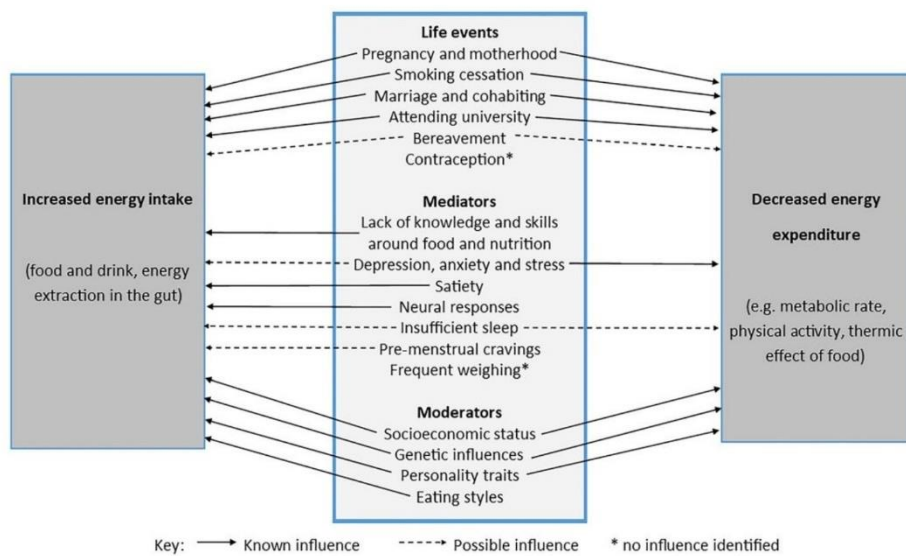 Life events
Pregnancy and motherhood
Smoking cessation
Marriage and cohabiting
Attending university
Bereavement
Contraception*
Increased energy intake
(food and drink, energy
extraction in the gut)
Mediators
Lack of knowledge and skills
around food and nutrition
Depression, anxiety and stress
Satiety
Neural responses
Insufficient sleep
Pre-menstrual cravings
Frequent weighing*
Decreased energy
expenditure
(e.g. metabolic rate,
physical activity, thermic
effect of food)
Moderators
Socioeconomic status
Genetic influences
Personality traits
Eating styles
Key: Known influence Possible influence * no influence identified